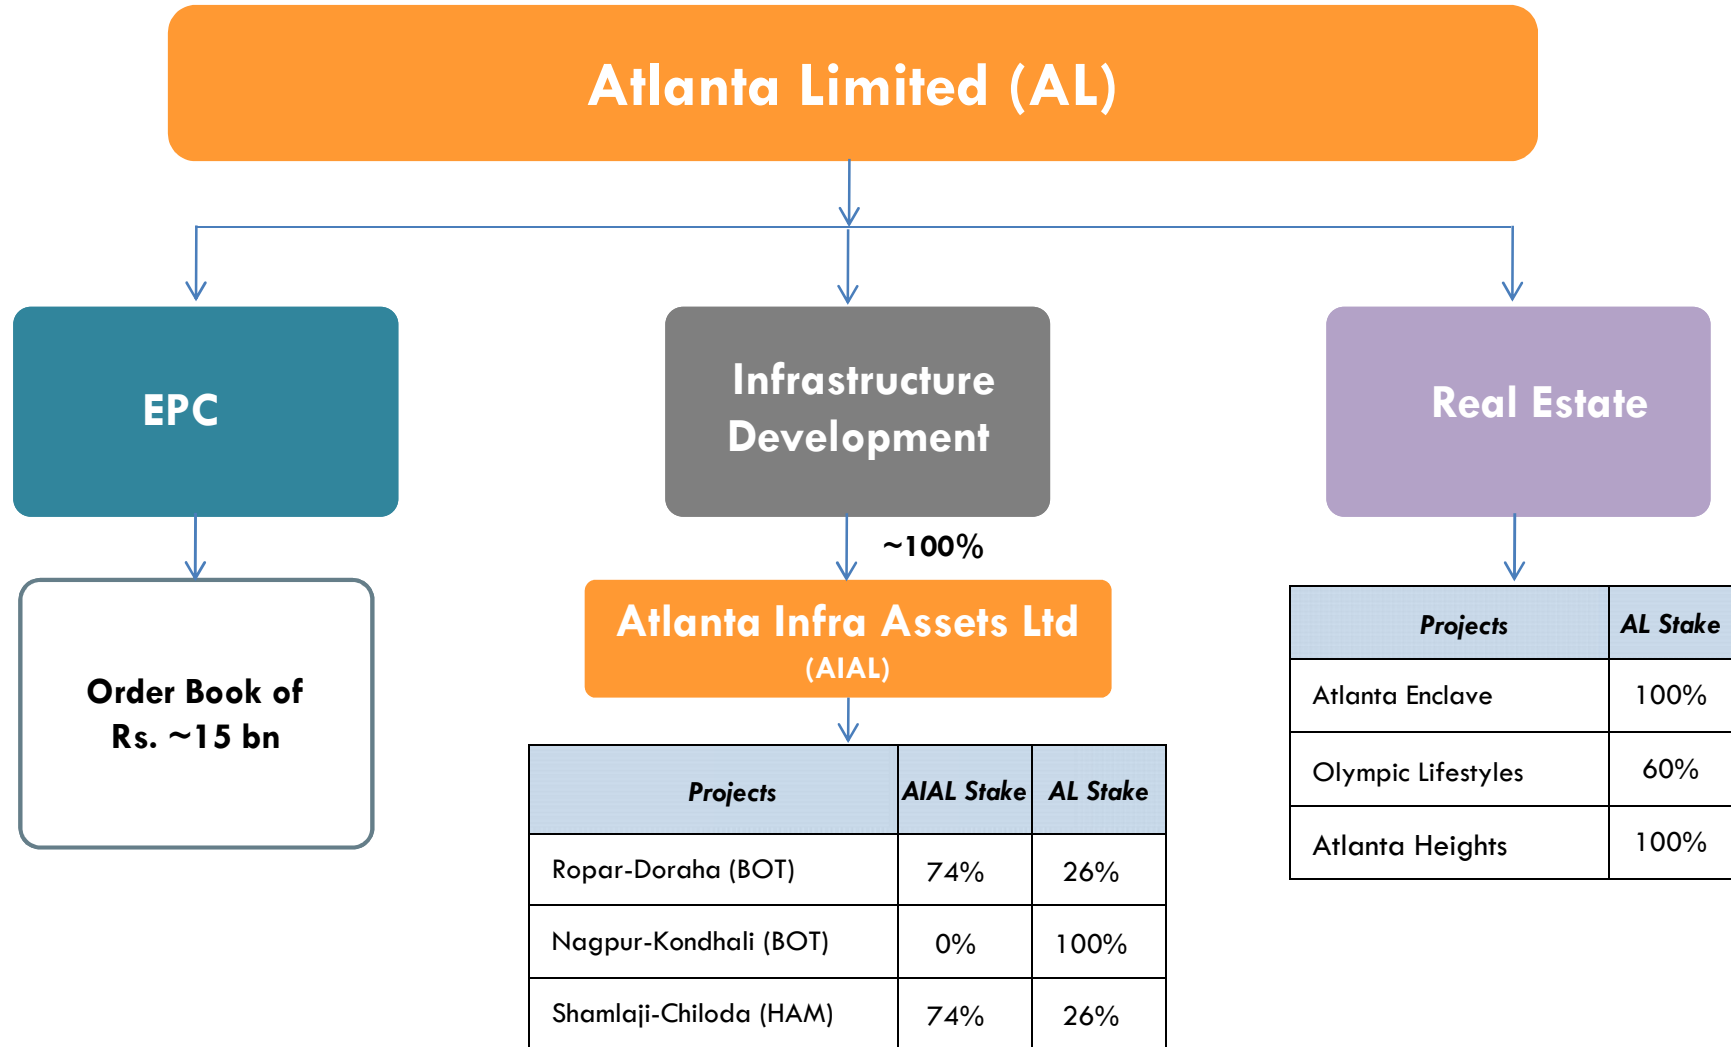 Atlanta Limited (AL)
EPC
Infrastructure
Development
Real Estate
~100%
Order Book of
Rs. ~15 bn
Atlanta Infra Assets Ltd
(AIAL)
Projects AIAL Stake AL Stake
Ropar-Doraha (BOT) 74% 26%
Nagpur-Kondhali (BOT) 0% 100%
Shamlaji-Chiloda (HAM) 74% 26%
Projects AL Stake
Atlanta Enclave 100%
Olympic Lifestyles 60%
Atlanta Heights 100%